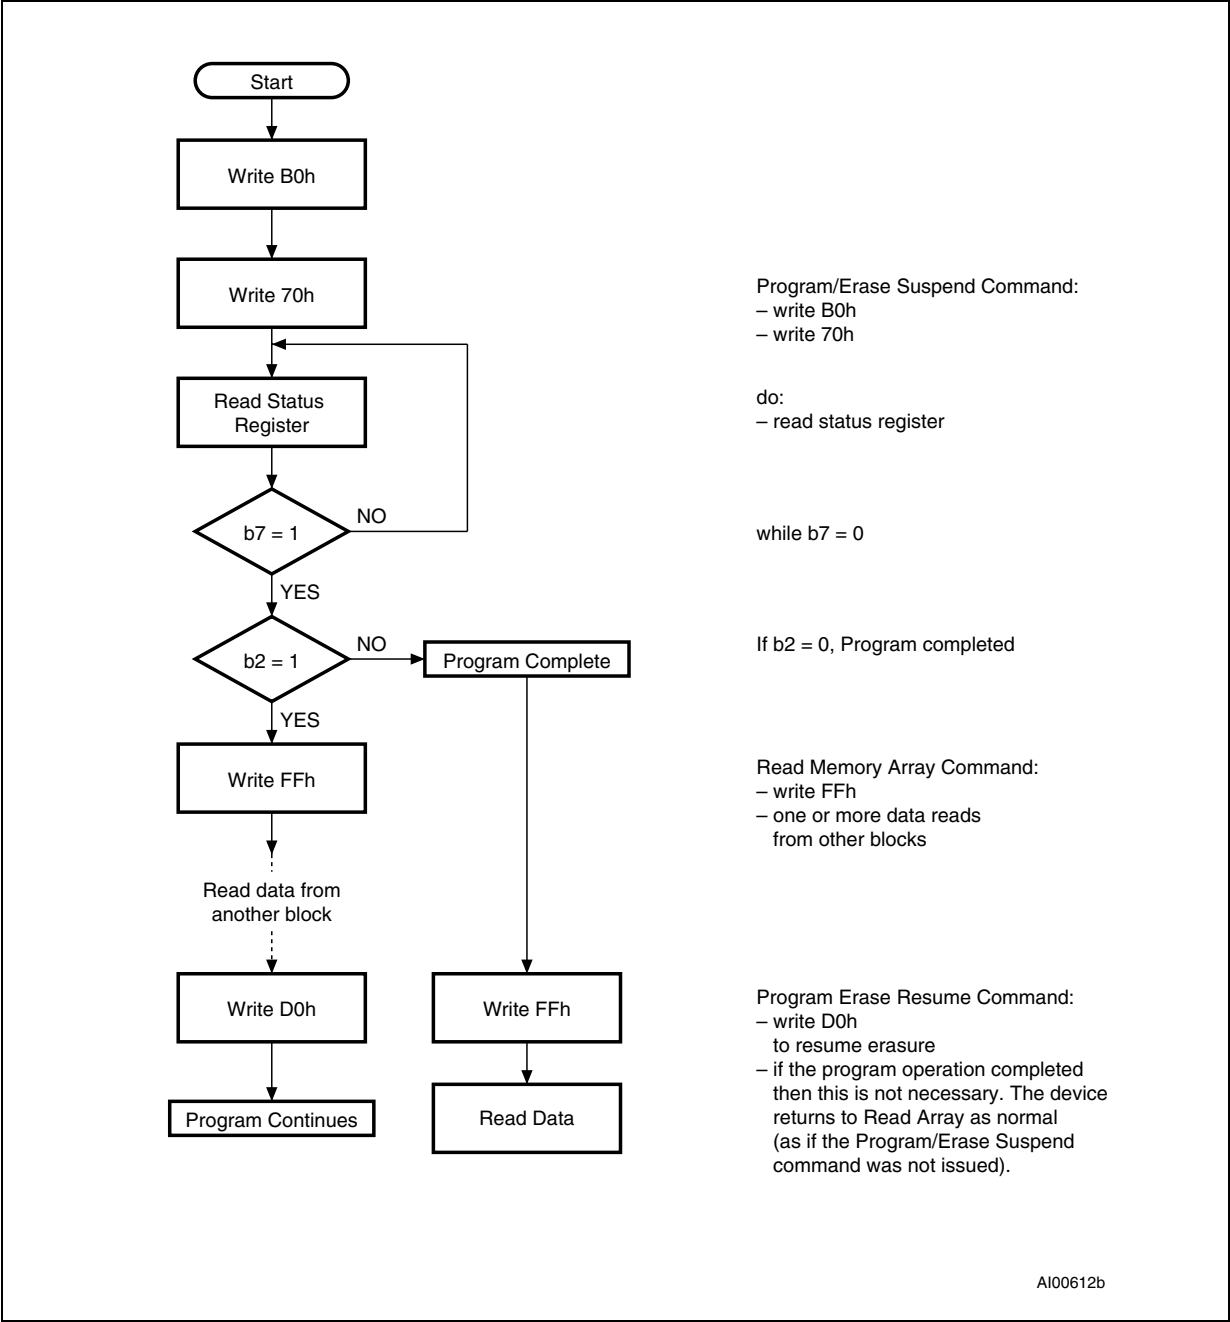 Start
Write B0h
Write 70h
Program/Erase Suspend Command:
– write B0h
– write 70h
Read Status
Register
do:
– read status register
b7 = 1
NO
while b7 = 0
YES
b2 = 1
NO
Program Complete
If b2 = 0, Program completed
YES
Write FFh
Read Memory Array Command:
– write FFh
– one or more data reads
from other blocks
Read data from
another block
Write D0h
Write FFh
Program Erase Resume Command:
– write D0h
to resume erasure
– if the program operation completed
then this is not necessary. The device
returns to Read Array as normal
(as if the Program/Erase Suspend
command was not issued).
Program Continues
Read Data
AI00612b